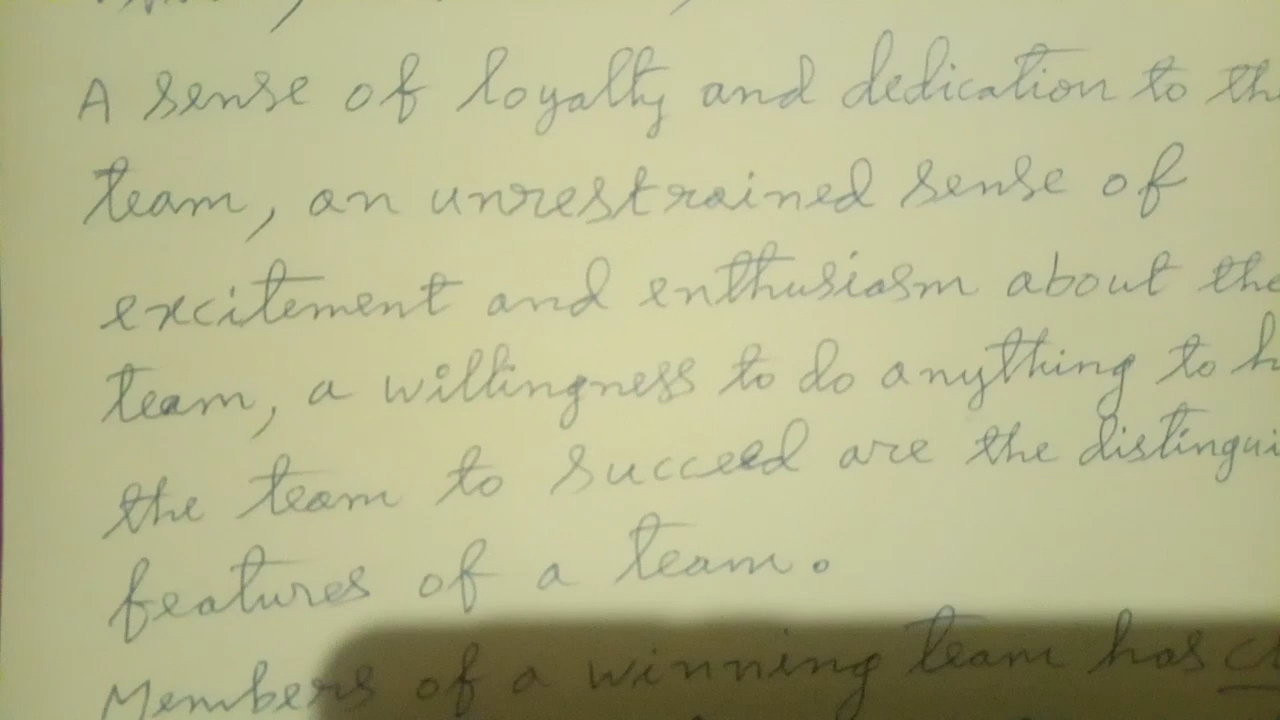 A sense of loyalty and dedication to the
team, an unrestrained sense of
excitement and enthusiasm about the
team, a willingness to do anything to h
the team to succeed are the distingui
features of a team.
Members of a winning team has